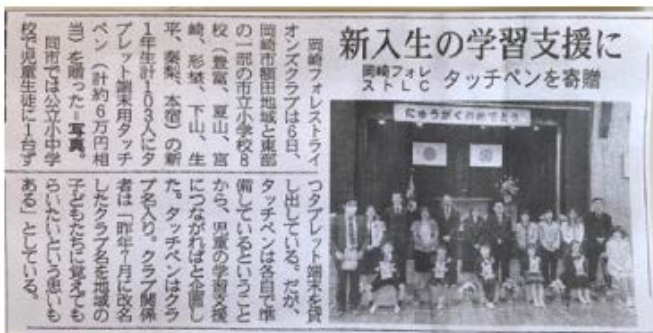 新入生の学習支援に
岡崎フォレ
ストLC
タッチペンを寄贈
にゅうがくおめでとう
岡崎フォレストライ
オンズクラブは6日、
岡崎市額田地域と東部
の一部の市立小学校8
校(豊富、夏山、宮
崎、形埜、下山、生
平、秦梨、本宿)の新
1年生計103人にタ
ブレット端末用タッチ
ペン(計約6万円相
当)を贈った=写真。
同市では公立小中学
校で児童生徒に1台ず
つタブレット端末を貸
し出している。だが、
タッチペンは各自で準
備しているということ
から、児童の学習支援
につながればと企画し
た。タッチペンはクラ
ブ名入り。クラブ関係
者は「昨年7月に改名
したクラブ名を地域の
子どもたちに覚えても
らいたいという思いも
ある」としている。